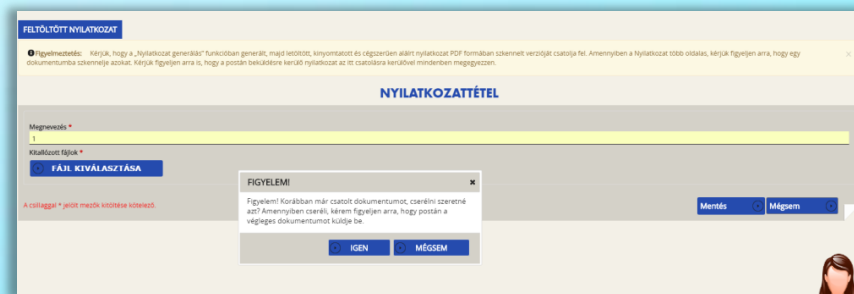 FELTÖLTÖTT NYILATKOZAT
Figyelmeztetés: Kérjük, hogy a „Nyilatkozat generálás" funkcióban generált, majd letöltött, kinyomtatott és cégszerűen aláírt nyilatkozat PDF formában szkennelt verzióját csatolja fel. Amennyiben a Nyilatkozat több oldalas, kérjük figyeljen arra, hogy egy
dokumentumba szkennelje azokat. Kérjük figyeljen arra is, hogy a postán beküldésre kerülő nyilatkozat az itt csatolásra kerülővel mindenben megegyezzen.
NYILATKOZATTÉTEL
Megnevezés *
1
Kitallózott fájlok *
FÁJL KIVÁLASZTÁSA
FIGYELEM!
Figyelem! Korábban már csatolt dokumentumot, cserélni szeretné
azt? Amennyiben cseréli, kérem figyeljen arra, hogy postán a
végleges dokumentumot küldje be.
IGEN MÉGSEM
A csillaggal * jelölt mezők kitöltése kötelező.
Mentés Mégsem